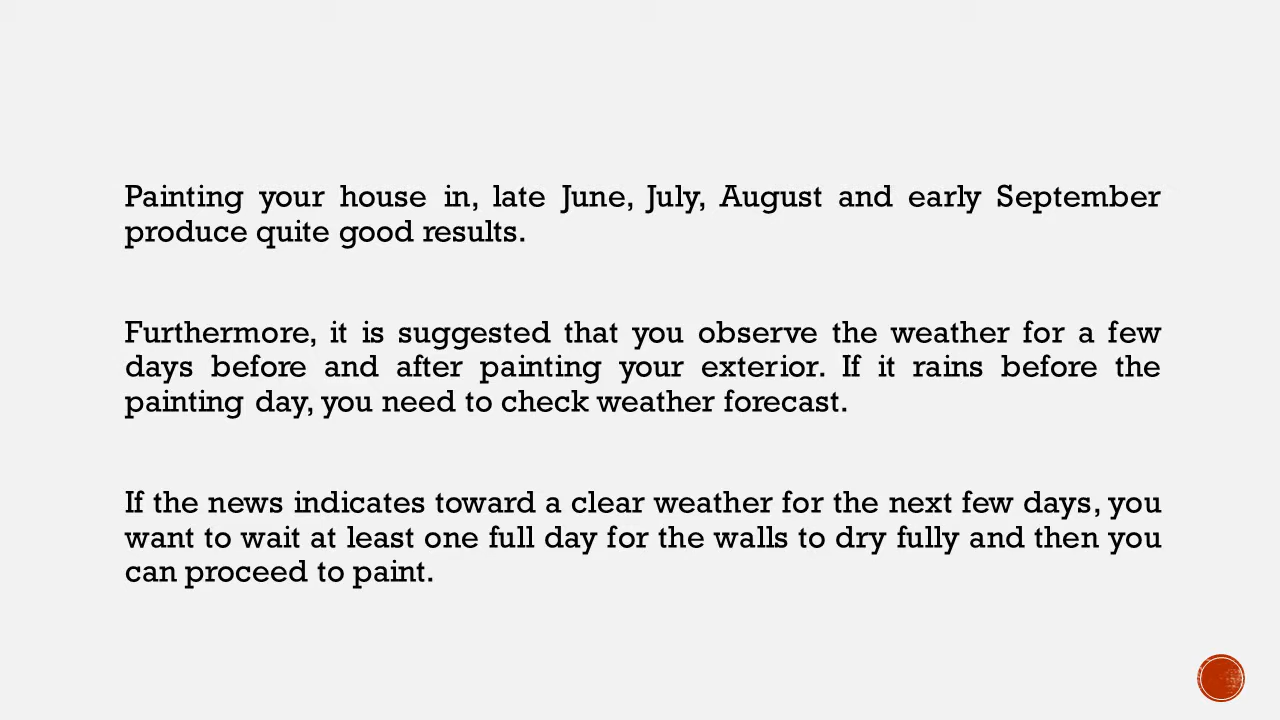 Painting your house in, late June, July, August and early September
produce quite good results.
Furthermore, it is suggested that you observe the weather for a few
days before and after painting your exterior. If it rains before the
painting day, you need to check weather forecast.
If the news indicates toward a clear weather for the next few days, you
want to wait at least one full day for the walls to dry fully and then you
can proceed to paint.